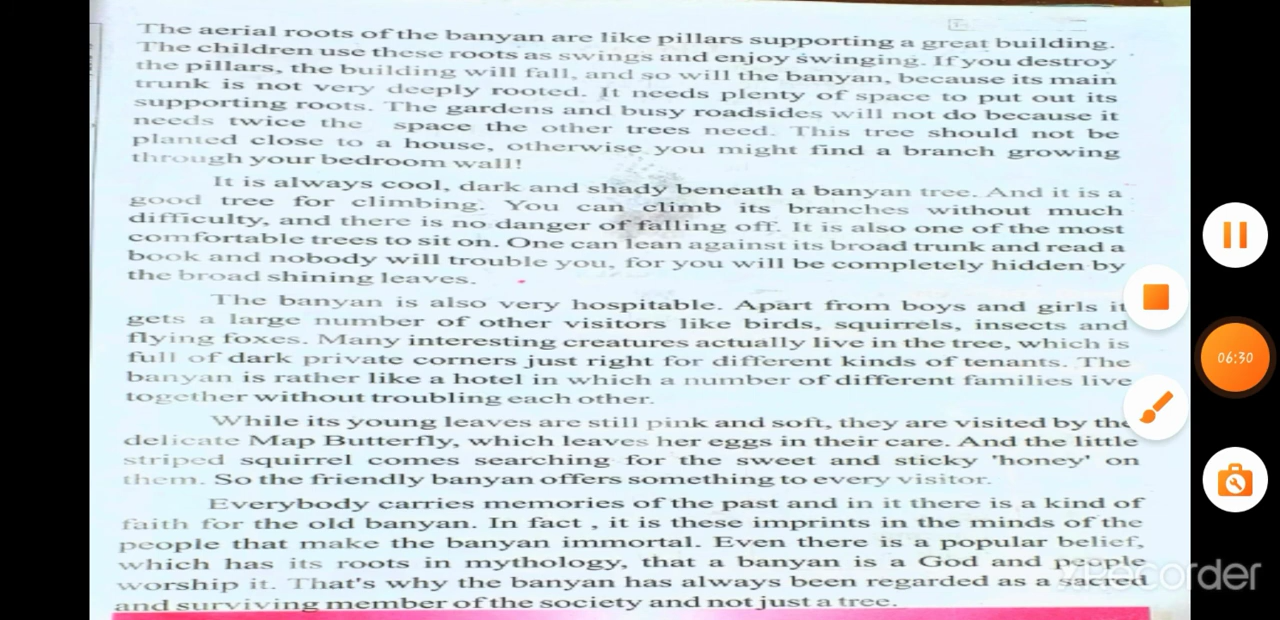 The aerial roots of the banyan are like pillars supporting a great building.
The children use these roots as swings and enjoy swinging. If you destroy
the pillars, the building will fall, and so will the banyan, because its main
trunk is not very deeply rooted. It needs plenty of space to put out its
supporting roots. The gardens and busy roadsides will not do because it
needs twice the space the other trees need. This tree should not be
planted close to a house, otherwise you might find a branch growing
through your bedroom wall!
It is always cool, dark and shady beneath a banyan tree. And it is a
good tree for climbing. You can climb its branches without much
difficulty, and there is no danger of falling off. It is also one of the most
comfortable trees to sit on. One can lean against its broad trunk and read a
book and nobody will trouble you, for you will be completely hidden by
the broad shining leaves.
The banyan is also very hospitable. Apart from boys and girls it
gets a large number of other visitors like birds, squirrels, insects and
flying foxes. Many interesting creatures actually live in the tree, which is
full of dark private corners just right for different kinds of tenants. The
banyan is rather like a hotel in which a number of different families live
together without troubling each other.
While its young leaves are still pink and soft, they are visited by the
delicate Map Butterfly, which leaves her eggs in their care. And the little
striped squirrel comes searching for the sweet and sticky 'honey' on
them. So the friendly banyan offers something to every visitor.
Everybody carries memories of the past and in it there is a kind of
faith for the old banyan. In fact , it is these imprints in the minds of the
people that make the banyan immortal. Even there is a popular belief,
which has its roots in mythology, that a banyan is a God and people
worship it. That's why the banyan has always been regarded as a sacred
and surviving member of the society and not just a tree.
06:30
XRecorder